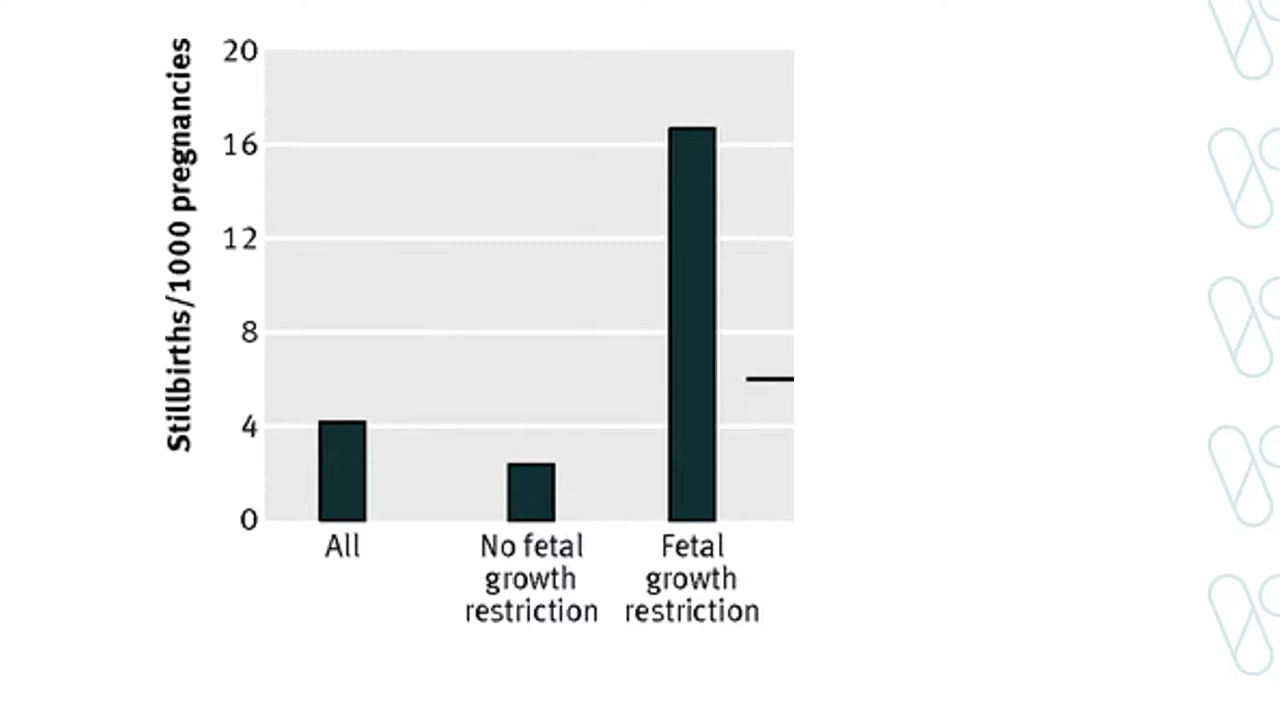 Stillbirths/1000 pregnancies
20
16
12
8
4
0
All
No fetal
growth
restriction
Fetal
growth
restriction